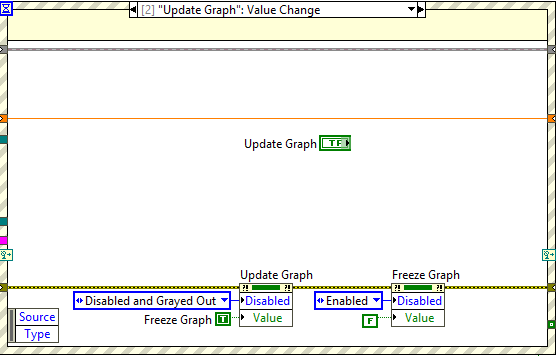 [2] "Update Graph": Value Change
Update Graph TF
Update Graph Freeze Graph
?! ?! ?! ?!
Disabled and Grayed Out Disabled Enabled Disabled
Freeze Graph T Value F Value
Source
Type